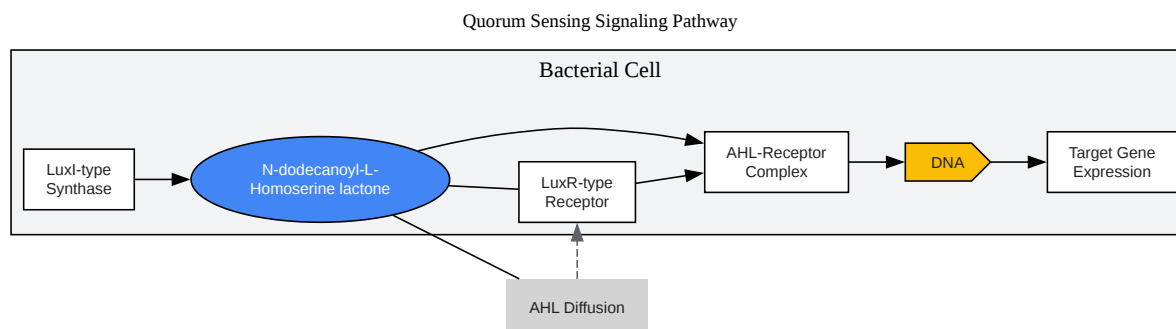 Quorum Sensing Signaling Pathway
Bacterial Cell
LuxI-type
Synthase
N-dodecanoyl-L-
Homoserine lactone
LuxR-type
Receptor
AHL-Receptor
Complex
DNA
Target Gene
Expression
AHL Diffusion